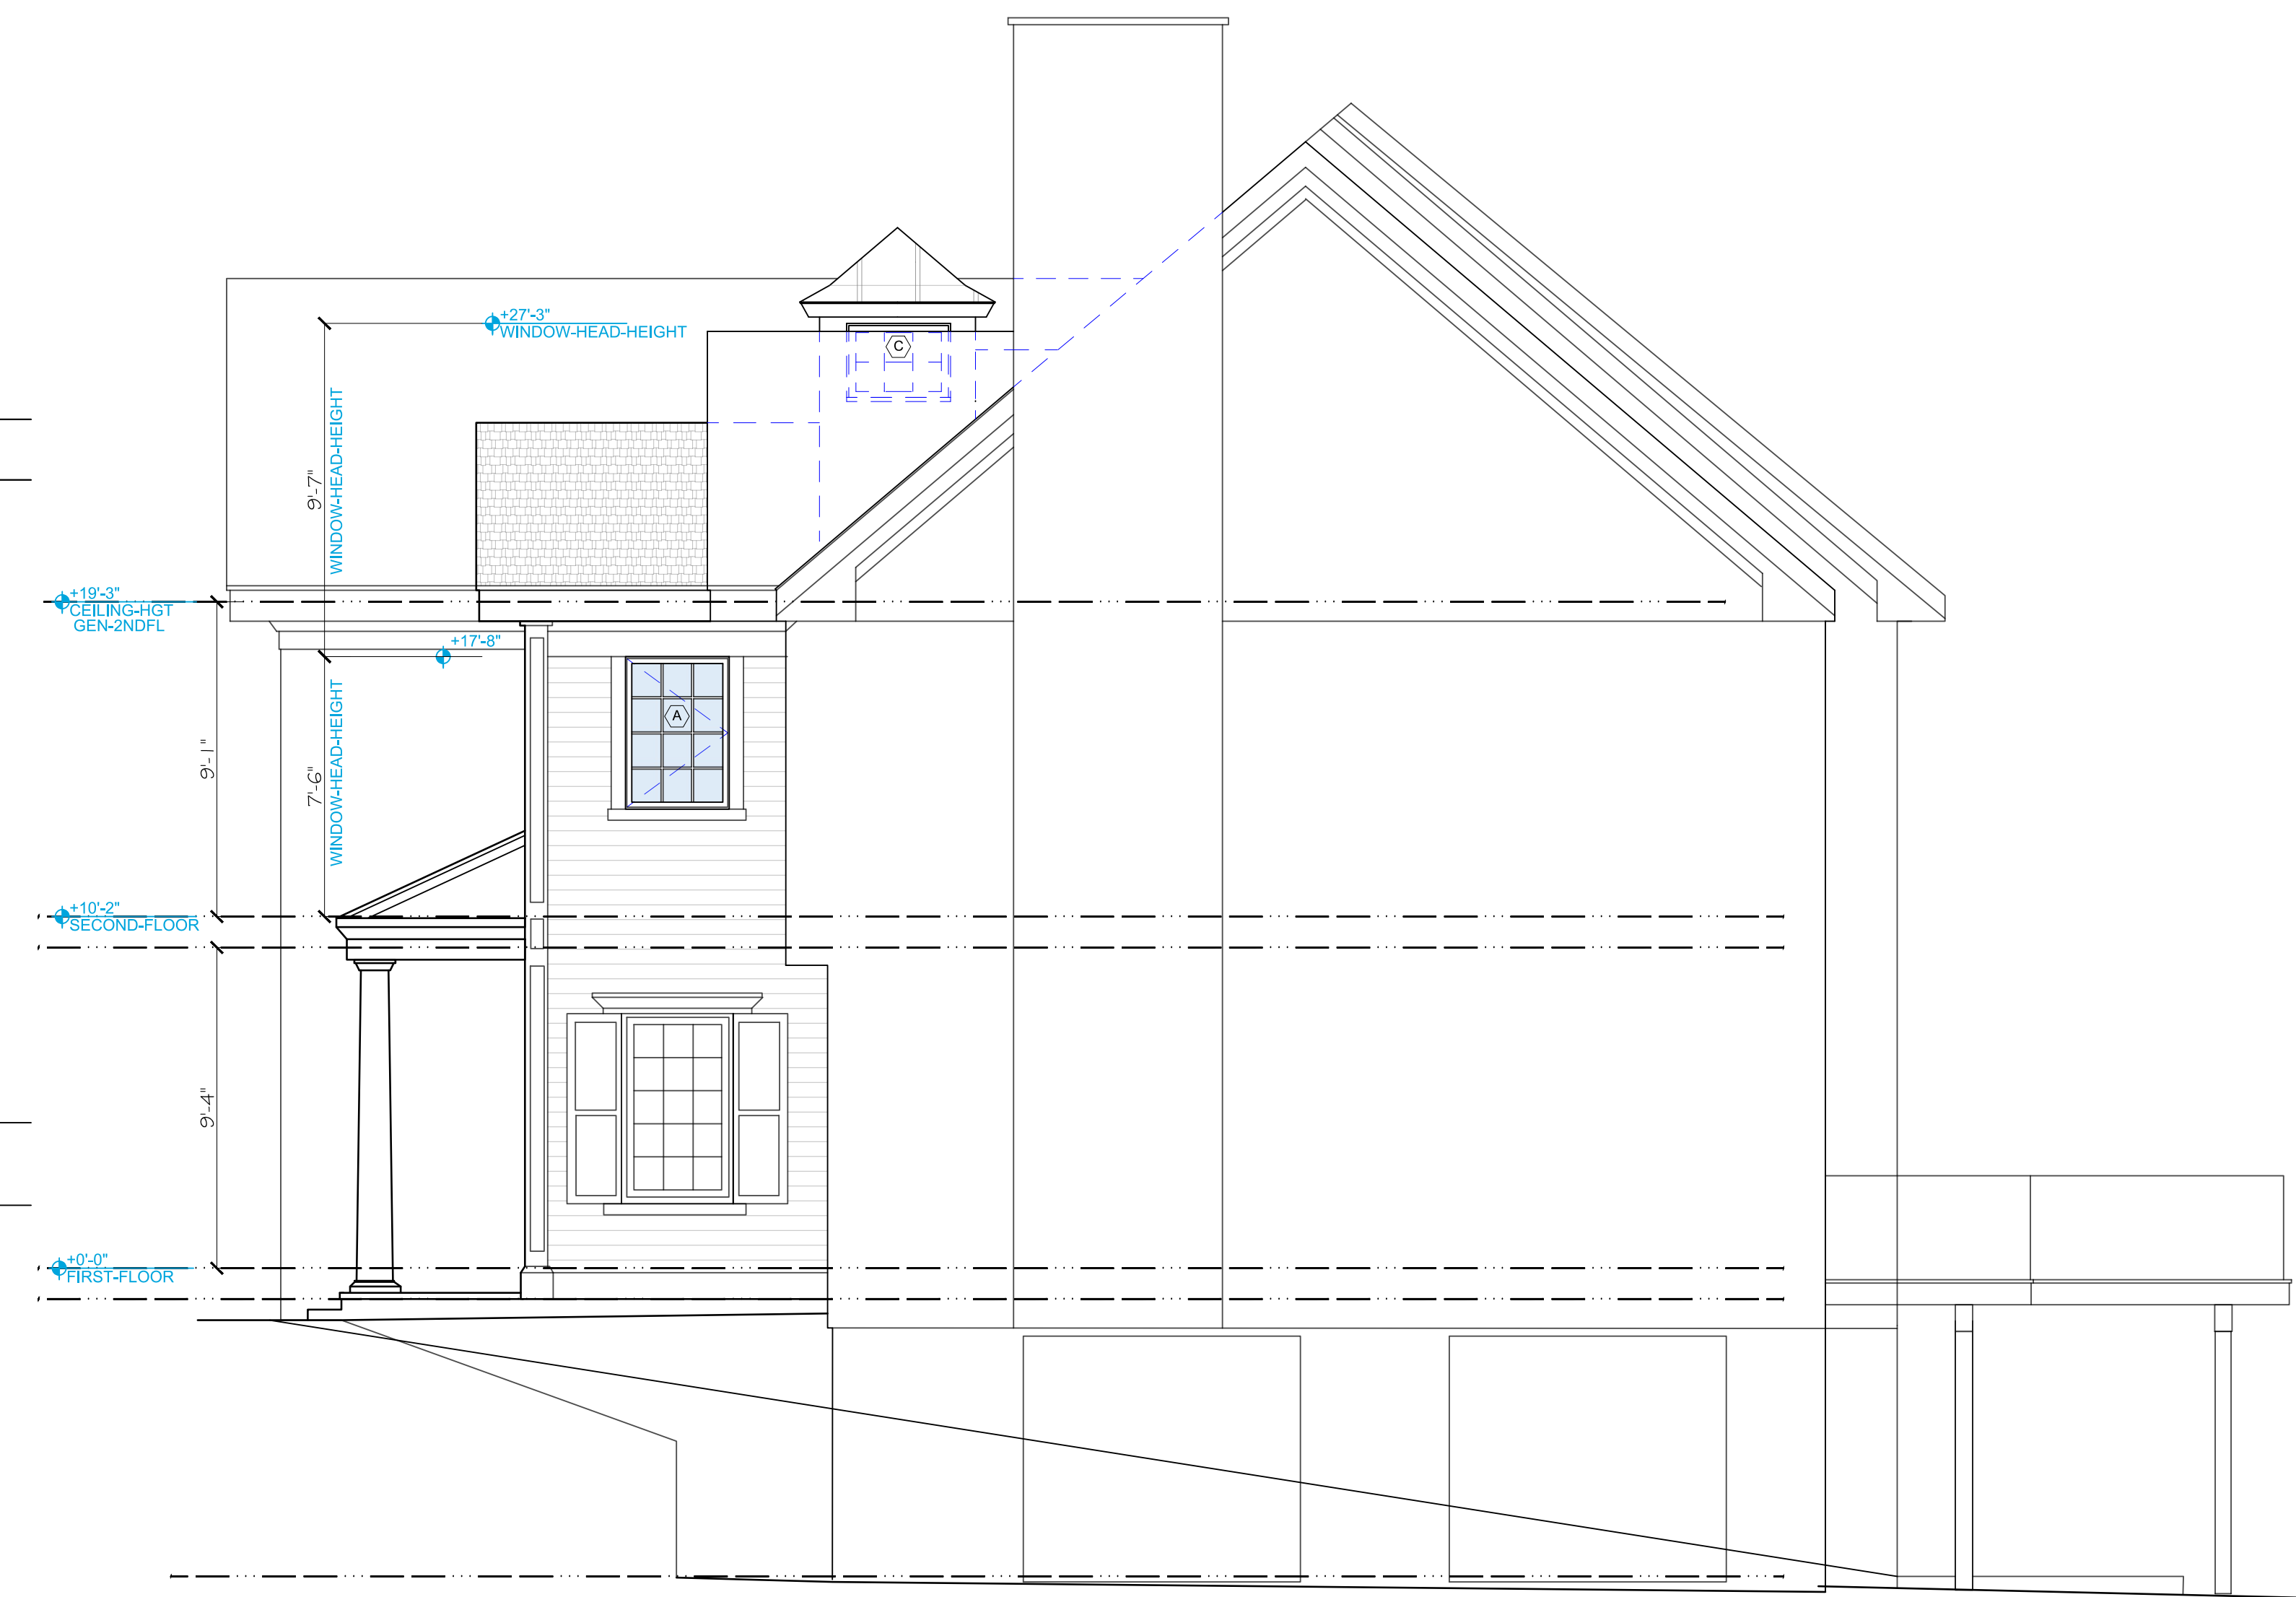 +27'-3"
WINDOW-HEAD-HEIGHT
C
9'-7"
WINDOW-HEAD-HEIGHT
+19'-3"
CEILING-HGT
GEN-2NDFL
+17'-8"
A
9'-1"
7'-6"
WINDOW-HEAD-HEIGHT
+10'-2"
SECOND-FLOOR
9'-4"
+0'-0"
FIRST-FLOOR